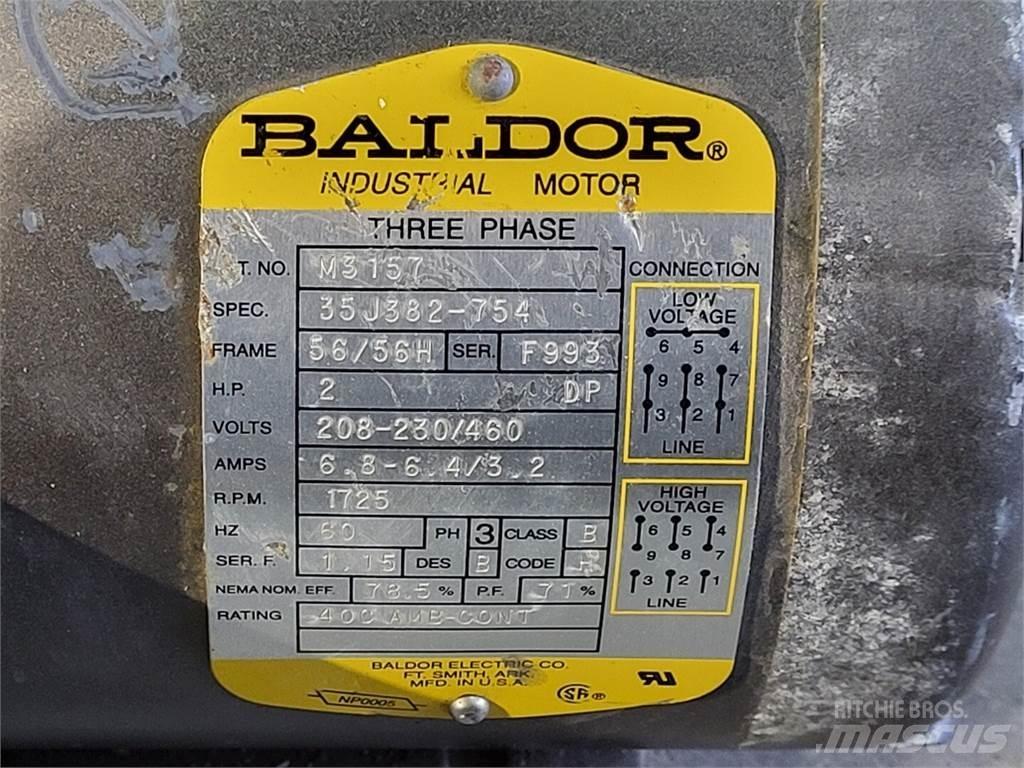 BALDOR®
INDUSTRIAL MOTOR
THREE PHASE
T. NO. M3157
SPEC. 35J382-754
FRAME 56/56H SER. F993
H.P. 2 DP
VOLTS 208-230/460
AMPS 6.8-6.4/3.2
R.P.M. 1725
HZ 60 PH 3 CLASS B
SER. F. 1.15 DES B CODE H
NEMA NOM. EFF. 78.5 % P.F. 71 %
RATING 40C AMB-CONT
CONNECTION
LOW
VOLTAGE
6 5 4
9 8 7
3 2 1
LINE
HIGH
VOLTAGE
6 5 4
9 8 7
3 2 1
LINE
BALDOR ELECTRIC CO.
FT. SMITH, ARK.
MFD. IN U.S.A.
NP0005
SA®
RU
RITCHIE BROS.
MASCUS